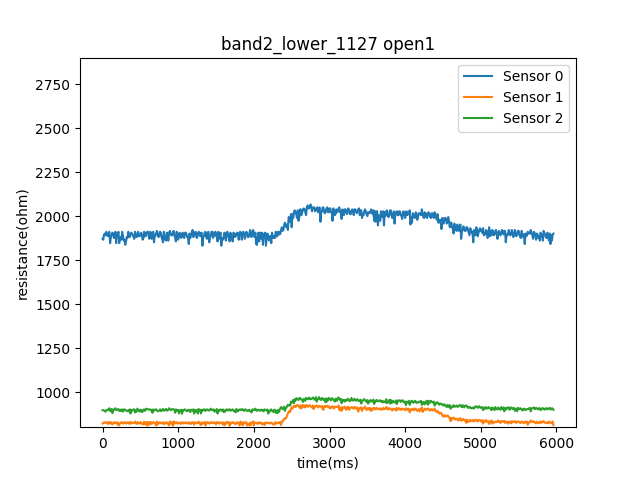 band2_lower_1127 open1
Sensor 0
Sensor 1
Sensor 2
resistance(ohm)
2750
2500
2250
2000
1750
1500
1250
1000
0 1000 2000 3000 4000 5000 6000
time(ms)